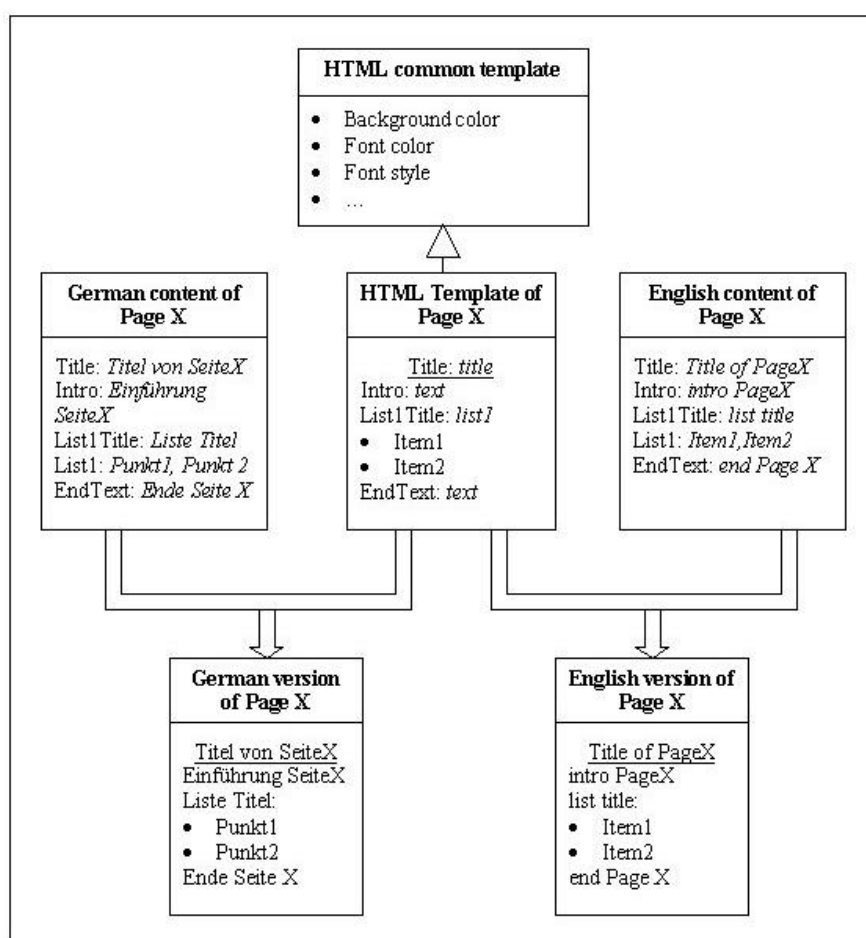 HTML common template
• Background color
• Font color
• Font style
• ...
German content of
Page X
Title: Titel von SeiteX
Intro: Einführung
SeiteX
List1Title: Liste Titel
List1: Punkt1, Punkt 2
EndText: Ende Seite X
HTML Template of
Page X
Title: title
Intro: text
List1Title: list1
• Item1
• Item2
EndText: text
English content of
Page X
Title: Title of PageX
Intro: intro PageX
List1Title: list title
List1: Item1,Item2
EndText: end Page X
German version
of Page X
Titel von SeiteX
Einführung SeiteX
Liste Titel:
• Punkt1
• Punkt2
Ende Seite X
English version of
Page X
Title of PageX
intro PageX
list title:
• Item1
• Item2
end Page X